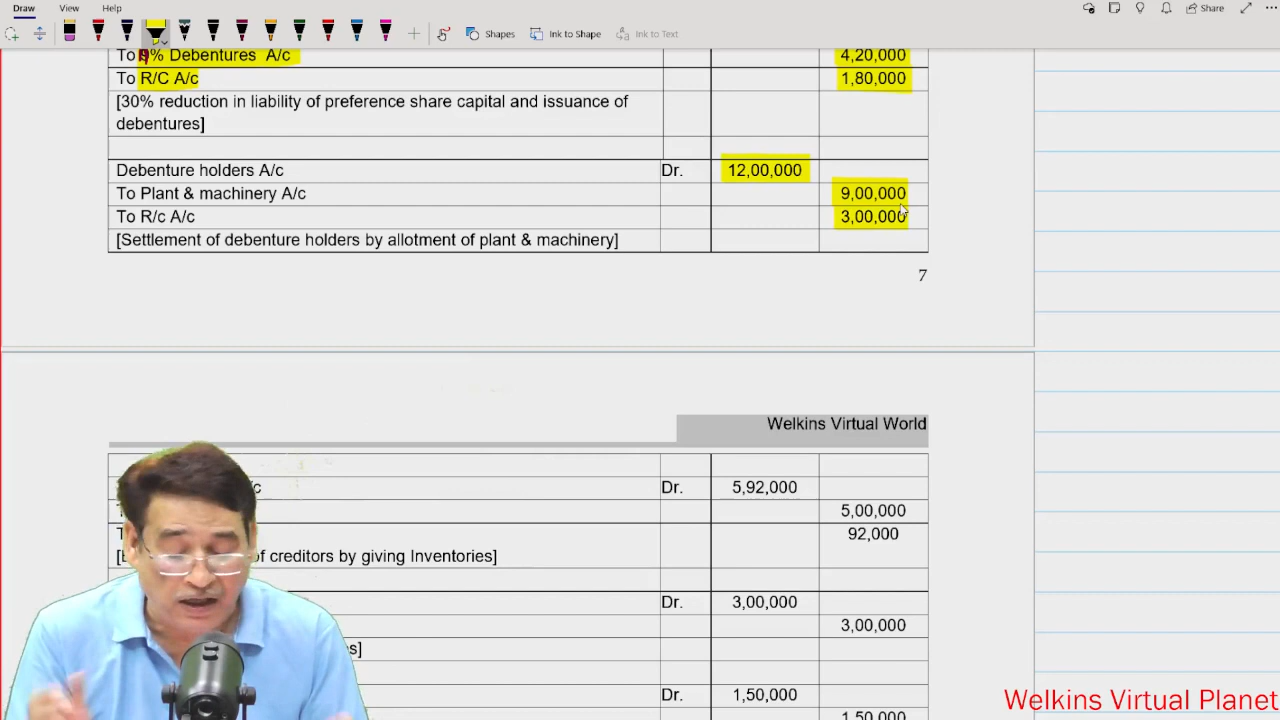 Draw View Help
Shapes Ink to Shape Ink to Text Share
To 9% Debentures A/c 4,20,000
To R/C A/c 1,80,000
[30% reduction in liability of preference share capital and issuance of
debentures]
Debenture holders A/c Dr. 12,00,000
To Plant & machinery A/c 9,00,000
To R/c A/c 3,00,000
[Settlement of debenture holders by allotment of plant & machinery]
7
Welkins Virtual World
Dr. 5,92,000
5,00,000
92,000
of creditors by giving Inventories]
Dr. 3,00,000
3,00,000
Dr. 1,50,000
1,50,000
Welkins Virtual Planet